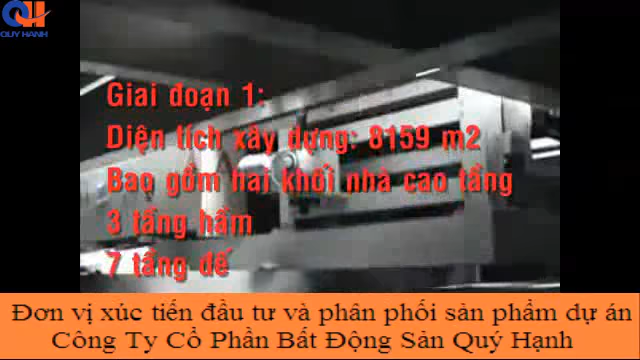 QH
QUY HANH
Giai đoạn 1:
Diện tích xây dựng: 8159 m2
Bao gồm hai khối nhà cao tầng
3 tầng hầm
7 tầng đế
Đơn vị xúc tiến đầu tư và phân phối sản phẩm dự án
Công Ty Cổ Phần Bất Động Sản Quý Hạnh